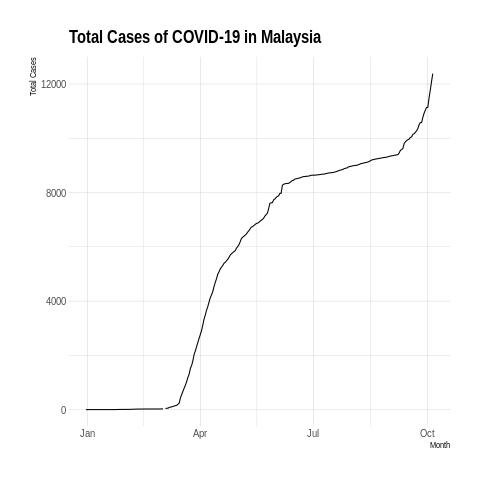 Total Cases of COVID-19 in Malaysia
Total Cases
12000
8000
4000
0
Jan Apr Jul Oct
Month